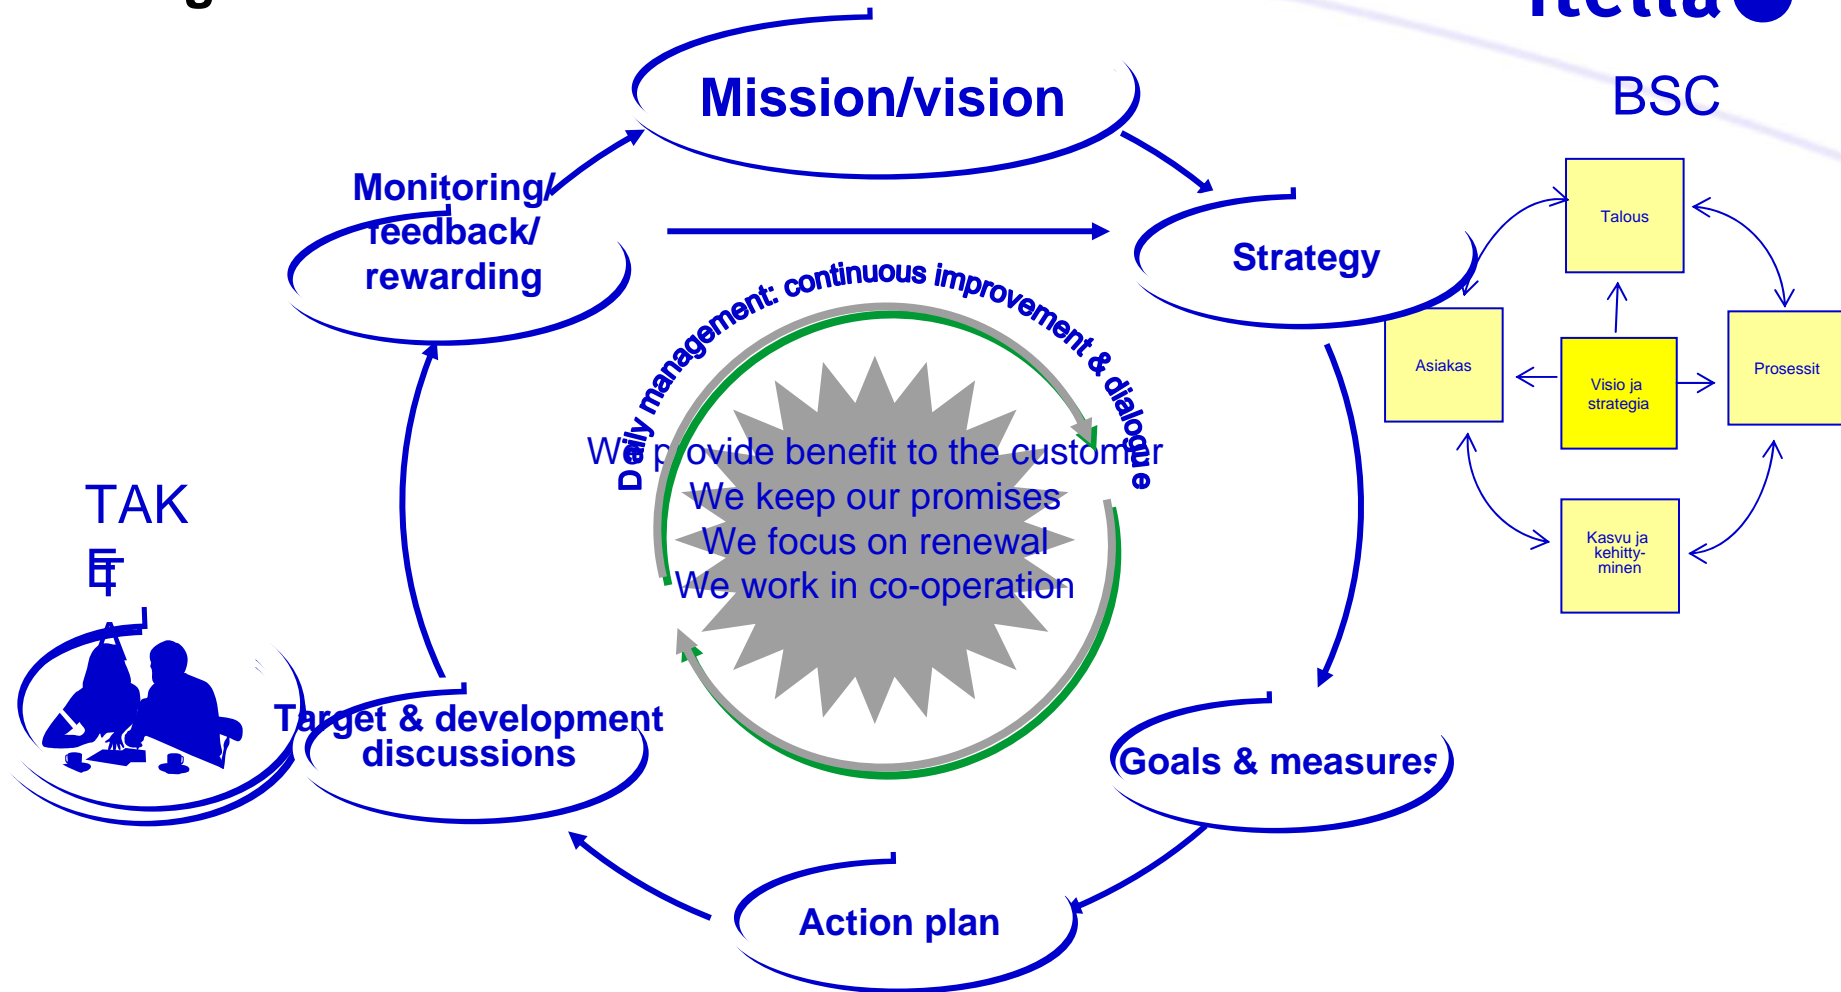 itella
Mission/vision
BSC
Monitoring/
feedback/
rewarding
Strategy
Talous
Asiakas
Visio ja
strategia
Prosessit
Kasvu ja
kehitty-
minen
Daily management: continuous improvement & dialogue
We provide benefit to the customer
We keep our promises
We focus on renewal
We work in co-operation
TAK
E
T
Target & development
discussions
Goals & measures
Action plan